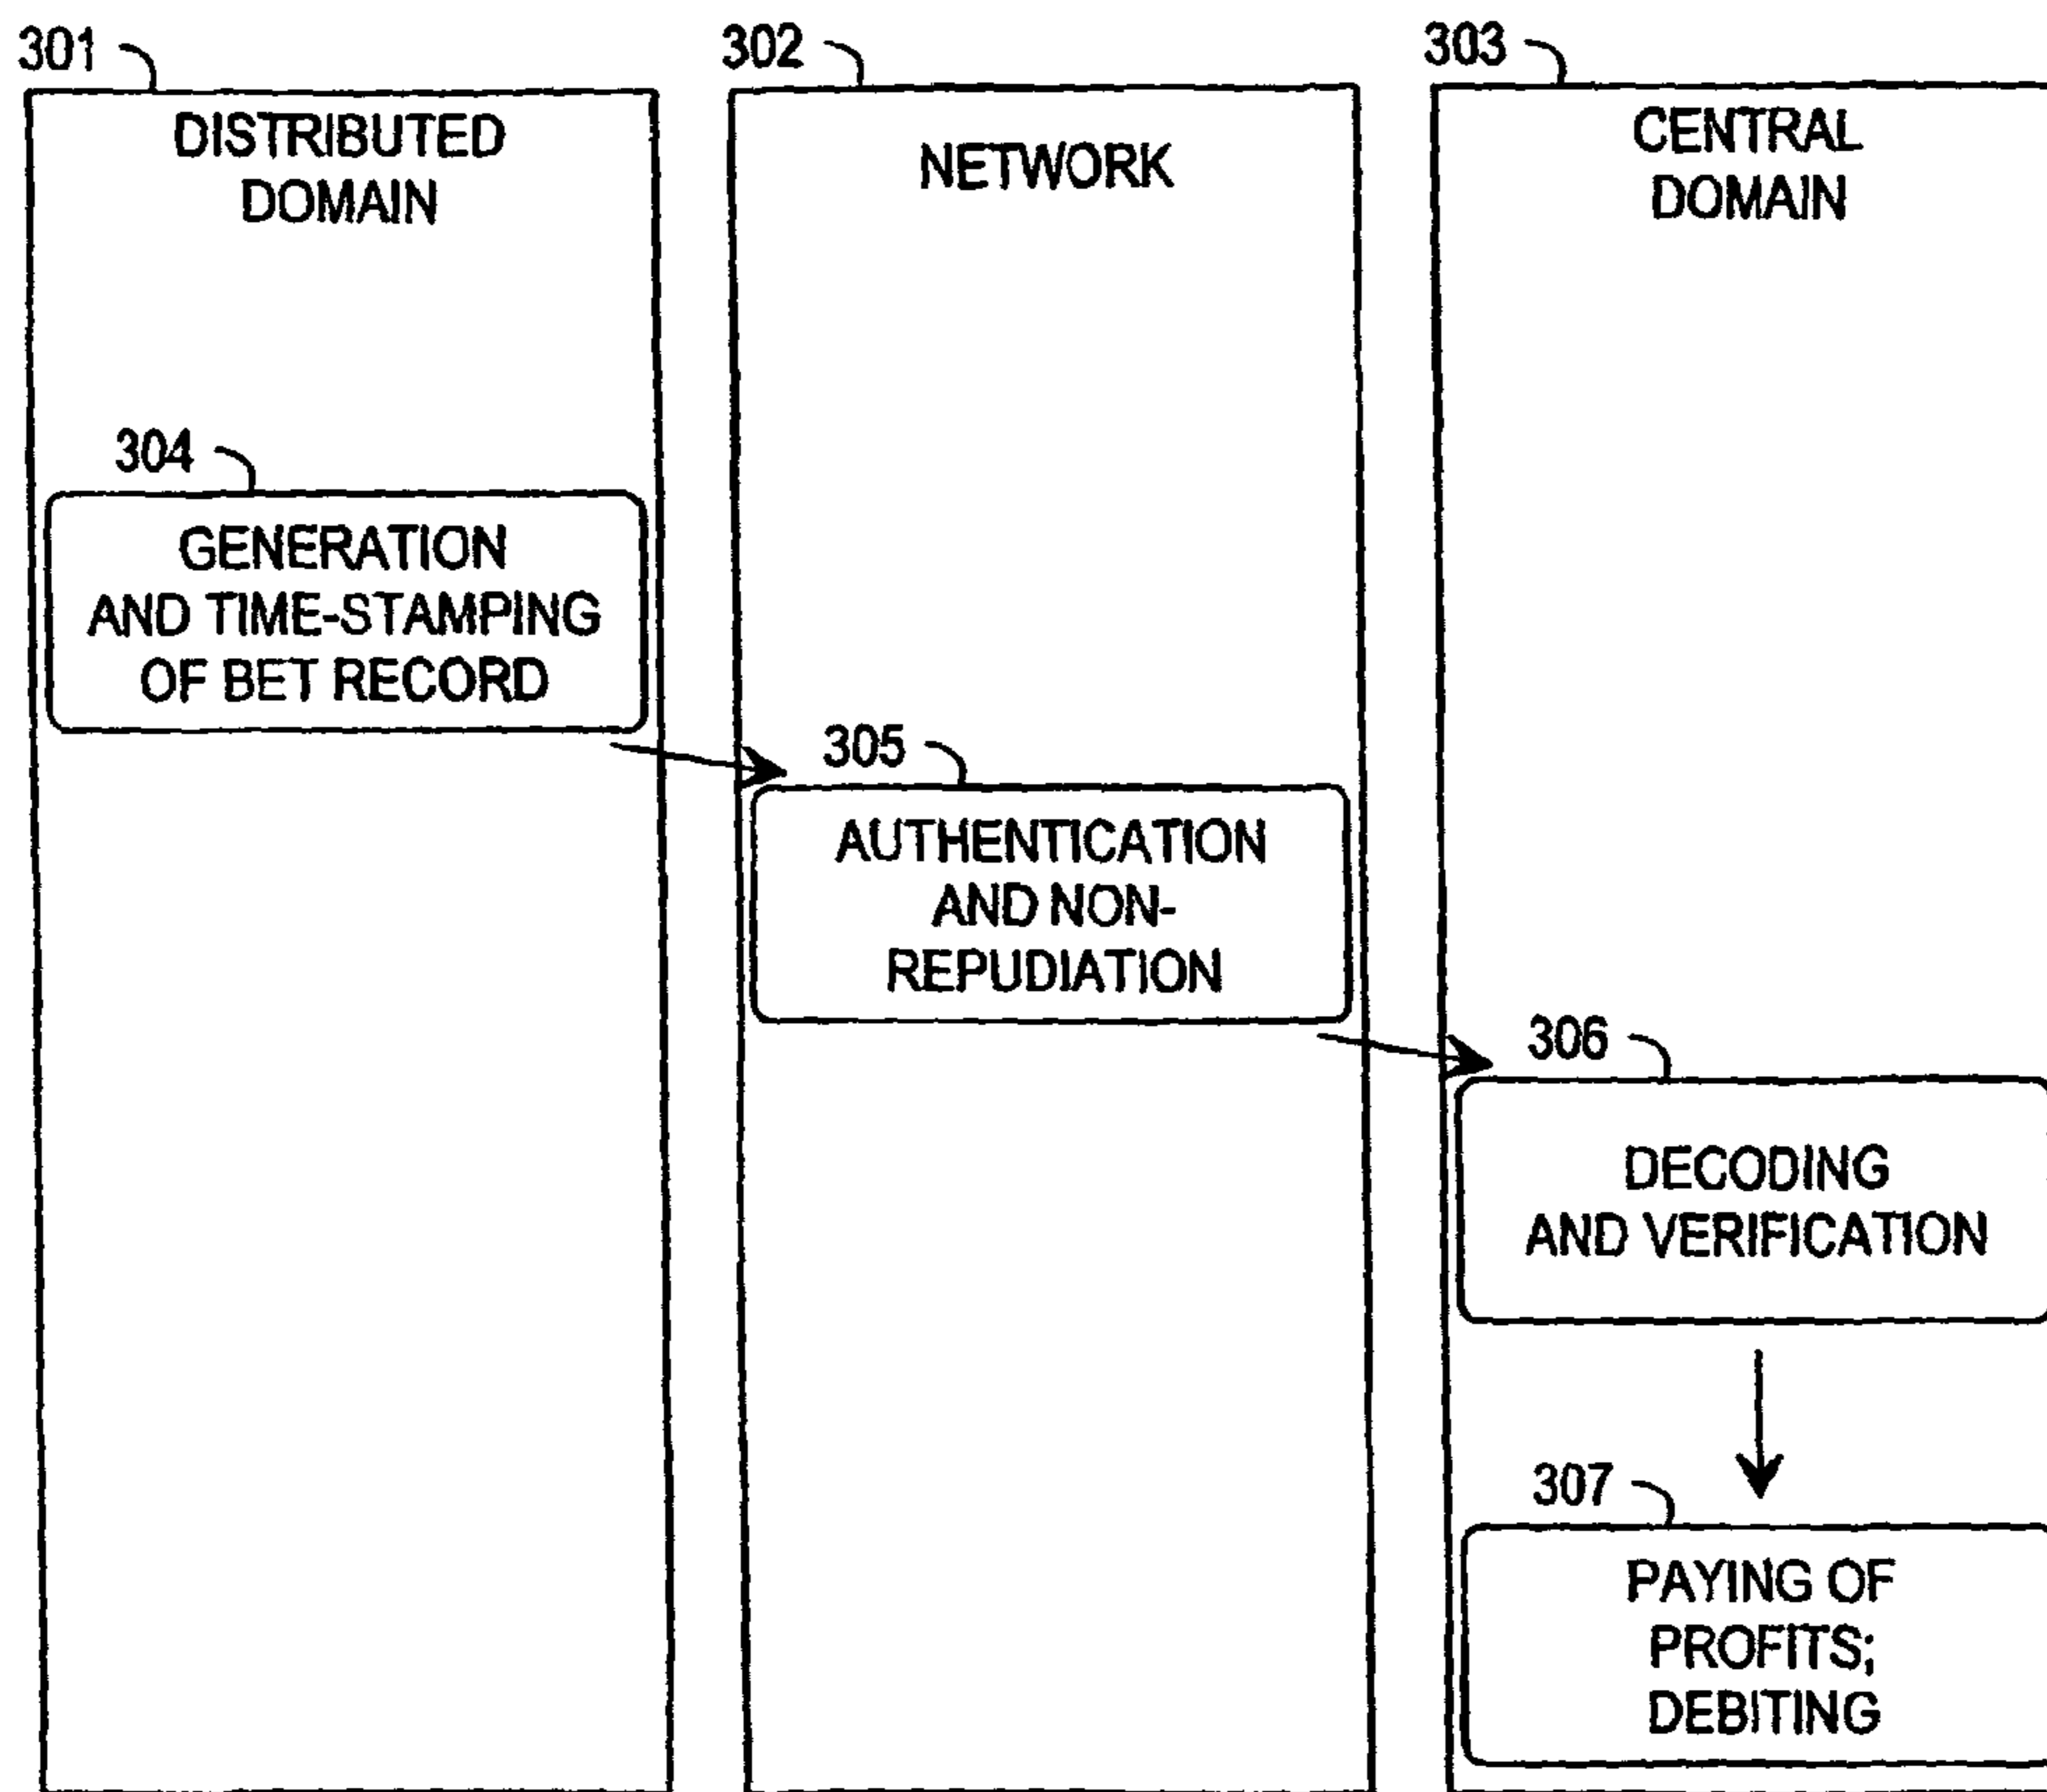 301
DISTRIBUTED
DOMAIN
302
NETWORK
303
CENTRAL
DOMAIN
304
GENERATION
AND TIME-STAMPING
OF BET RECORD
305
AUTHENTICATION
AND NON-
REPUDIATION
306
DECODING
AND VERIFICATION
307
PAYING OF
PROFITS;
DEBITING